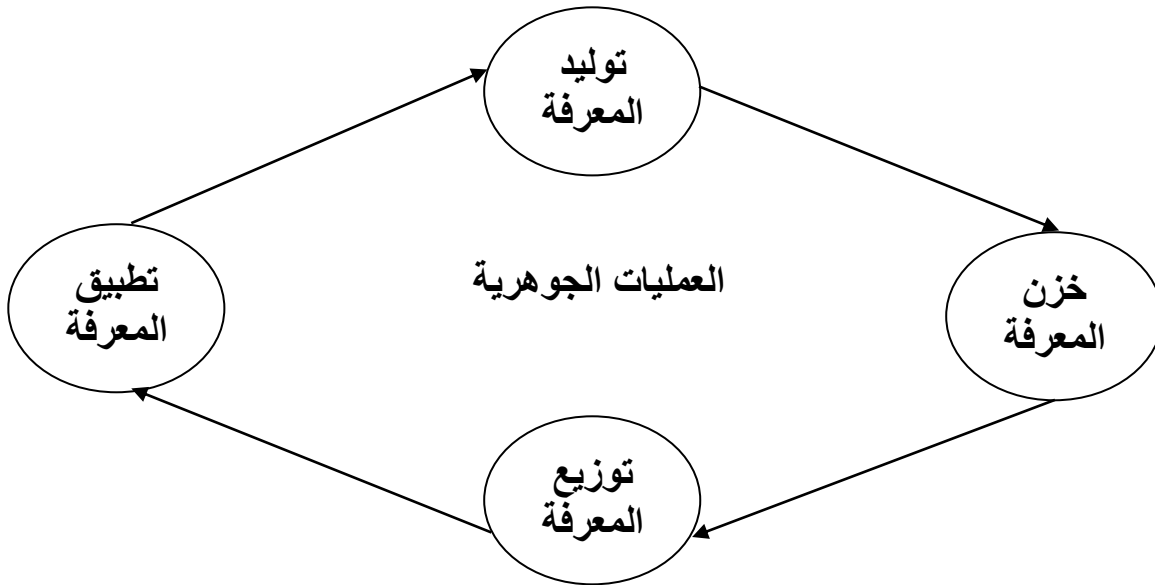 توليد
المعرفة
العمليات الجوهرية
خزن
المعرفة
تطبيق
المعرفة
توزيع
المعرفة